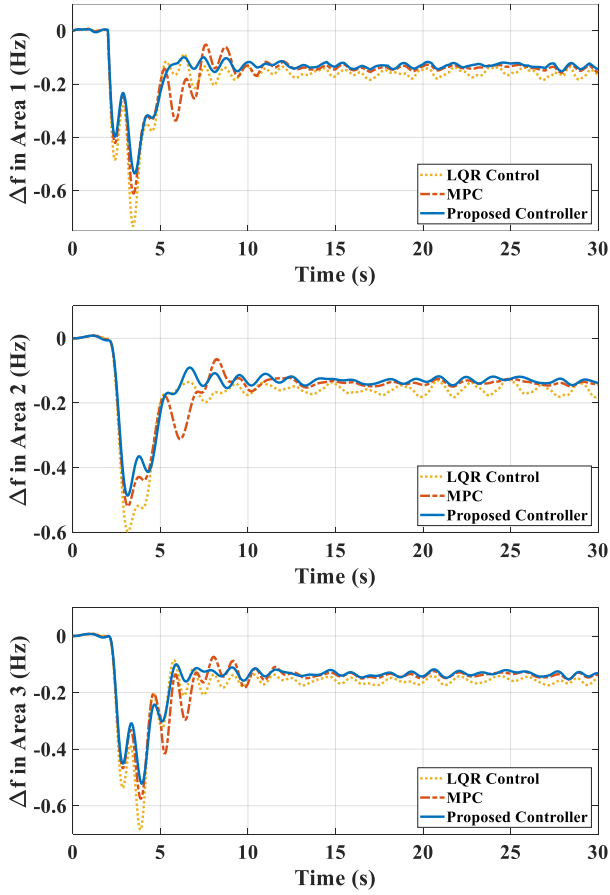 0
-0.2
-0.4
-0.6
Δf in Area 1 (Hz)
LQR Control
MPC
Proposed Controller
0 5 10 15 20 25 30
Time (s)
0
-0.2
-0.4
-0.6
Δf in Area 2 (Hz)
LQR Control
MPC
Proposed Controller
0 5 10 15 20 25 30
Time (s)
0
-0.2
-0.4
-0.6
Δf in Area 3 (Hz)
LQR Control
MPC
Proposed Controller
0 5 10 15 20 25 30
Time (s)